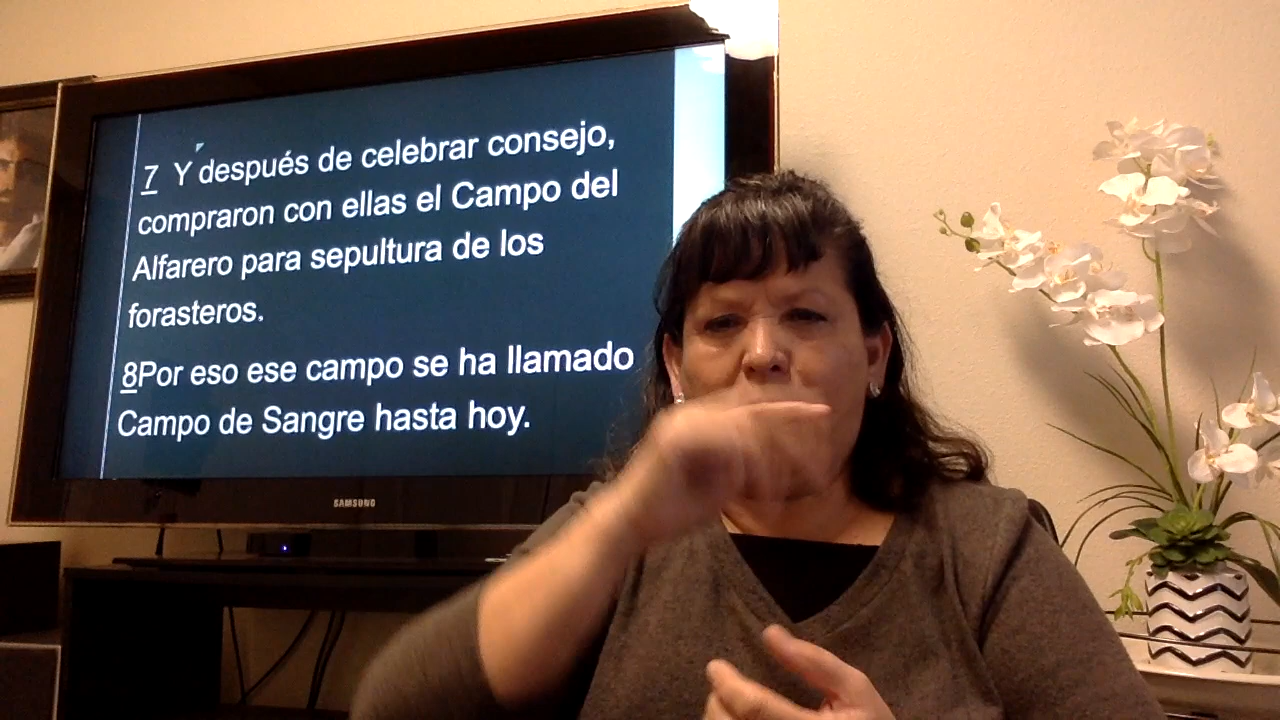 7 Y después de celebrar consejo,
compraron con ellas el Campo del
Alfarero para sepultura de los
forasteros.
8Por eso ese campo se ha llamado
Campo de Sangre hasta hoy.
SAMSUNG